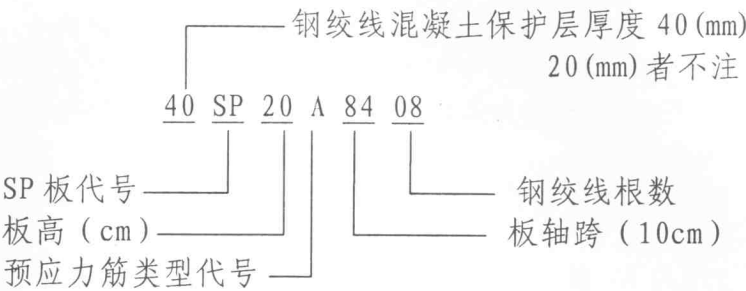 钢绞线混凝土保护层厚度 40(mm)
20(mm)者不注
40 SP 20 A 84 08
SP 板代号
钢绞线根数
板高(cm)
板轴跨(10cm)
预应力筋类型代号